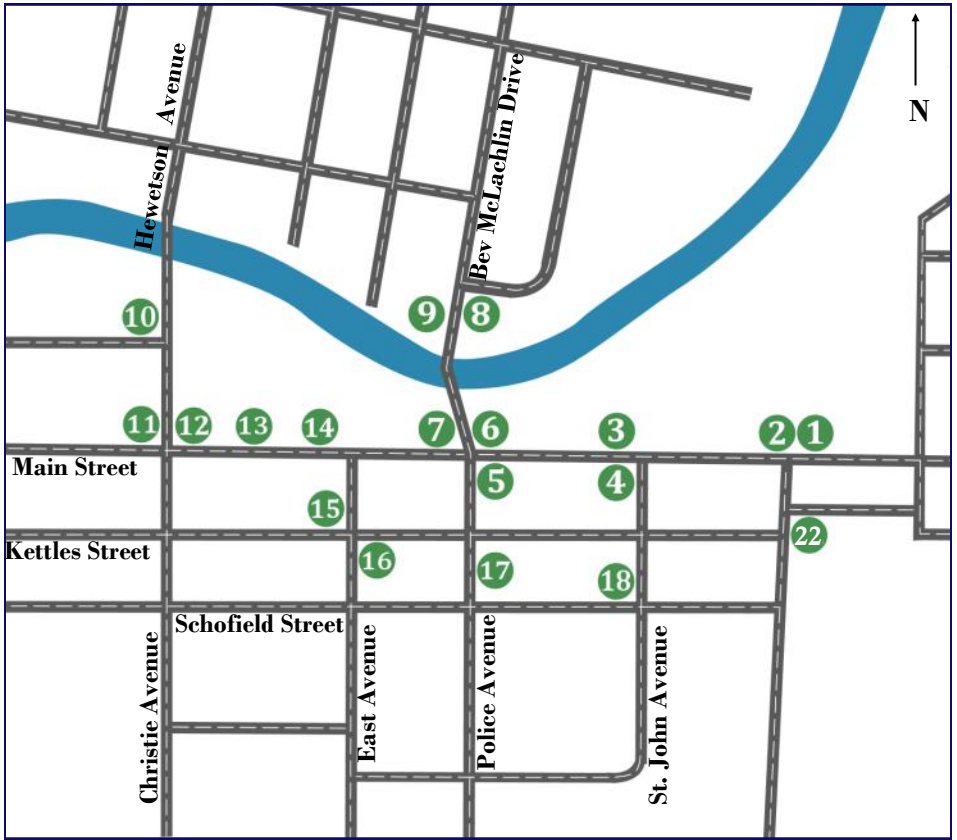 N
Hewetson Avenue
Bev McLachlin Drive
10
9
8
11
12
13
14
7
6
3
2
1
Main Street
5
4
15
Kettles Street
22
16
17
18
Schofield Street
Christie Avenue
East Avenue
Police Avenue
St. John Avenue